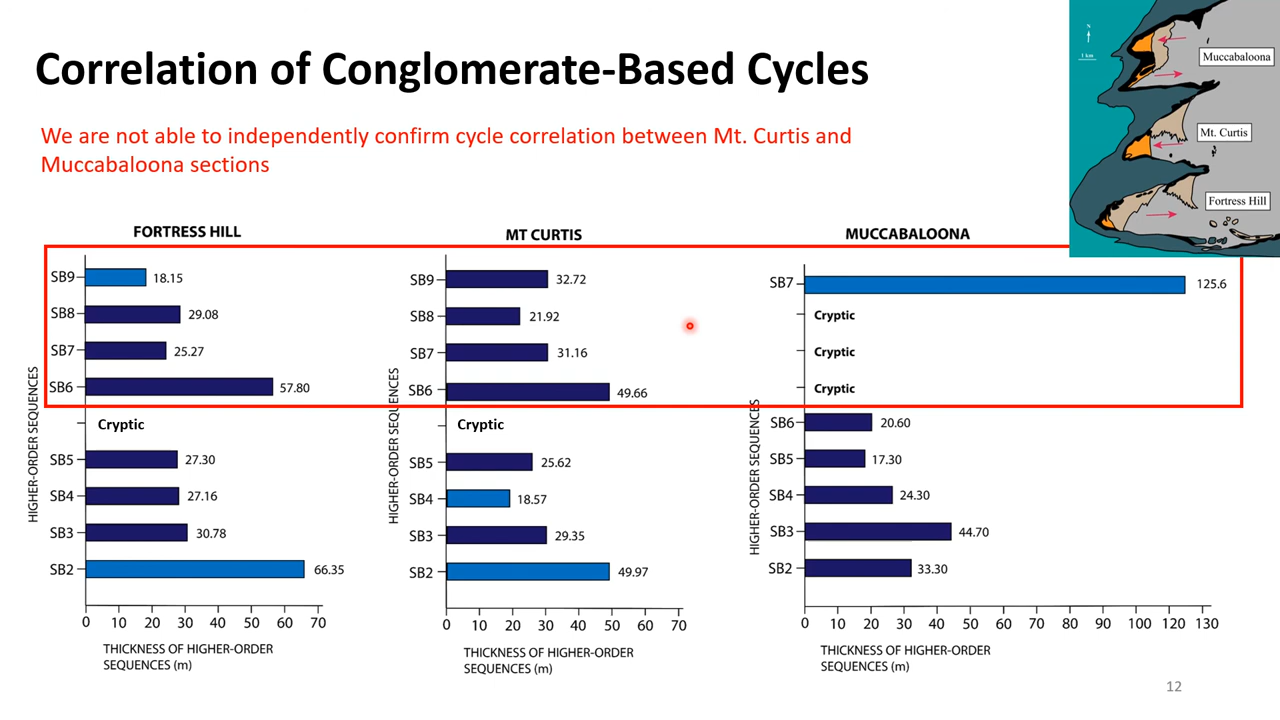 Correlation of Conglomerate-Based Cycles
We are not able to independently confirm cycle correlation between Mt. Curtis and
Muccabaloona sections
N
1 km
Muccabaloona
Mt. Curtis
Fortress Hill
FORTRESS HILL
HIGHER-ORDER SEQUENCES
SB9 18.15
SB8 29.08
SB7 25.27
SB6 57.80
Cryptic
SB5 27.30
SB4 27.16
SB3 30.78
SB2 66.35
0 10 20 30 40 50 60 70
THICKNESS OF HIGHER-ORDER
SEQUENCES (m)
MT CURTIS
HIGHER-ORDER SEQUENCES
SB9 32.72
SB8 21.92
SB7 31.16
SB6 49.66
Cryptic
SB5 25.62
SB4 18.57
SB3 29.35
SB2 49.97
0 10 20 30 40 50 60 70
THICKNESS OF HIGHER-ORDER
SEQUENCES (m)
MUCCABALOONA
HIGHER-ORDER SEQUENCES
SB7 125.6
Cryptic
Cryptic
Cryptic
SB6 20.60
SB5 17.30
SB4 24.30
SB3 44.70
SB2 33.30
0 10 20 30 40 50 60 70 80 90 100 110 120 130
THICKNESS OF HIGHER-ORDER
SEQUENCES (m)
12